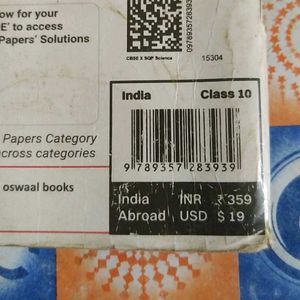 ow for your
E' to access
Papers' Solutions
CBSE X SQP Science
15304
9789357283939
India Class 10
Papers Category
across categories
9 789357 283939
oswaal books
India INR ₹359
Abroad USD $19